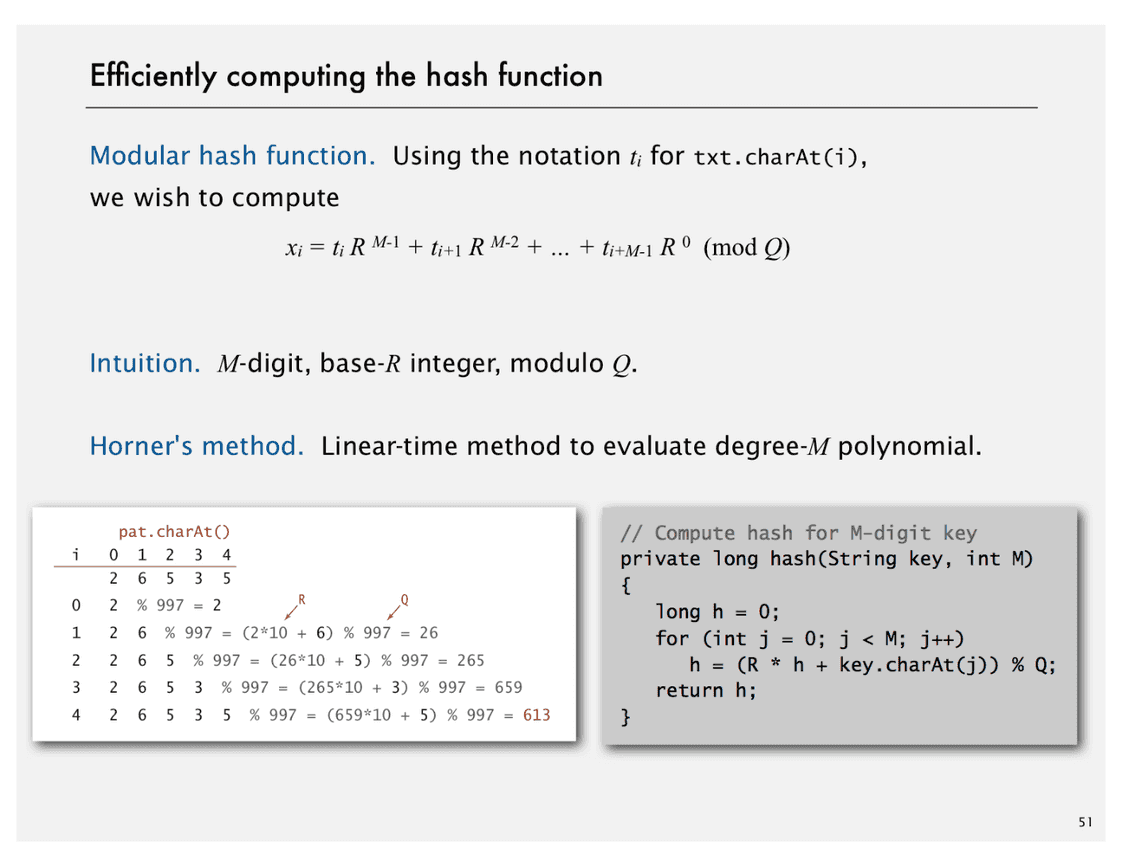 Efficiently computing the hash function
Modular hash function. Using the notation tᵢ for txt.charAt(i),
we wish to compute
xᵢ = tᵢ R ᴹ⁻¹ + tᵢ₊₁ R ᴹ⁻² + ... + tᵢ₊M₋₁ R ⁰ (mod Q)
Intuition. M-digit, base-R integer, modulo Q.
Horner's method. Linear-time method to evaluate degree-M polynomial.
pat.charAt()
i 0 1 2 3 4
2 6 5 3 5
R Q
0 2 % 997 = 2
1 2 6 % 997 = (2*10 + 6) % 997 = 26
2 2 6 5 % 997 = (26*10 + 5) % 997 = 265
3 2 6 5 3 % 997 = (265*10 + 3) % 997 = 659
4 2 6 5 3 5 % 997 = (659*10 + 5) % 997 = 613
// Compute hash for M-digit key
private long hash(String key, int M)
{
long h = 0;
for (int j = 0; j < M; j++)
h = (R * h + key.charAt(j)) % Q;
return h;
}
51